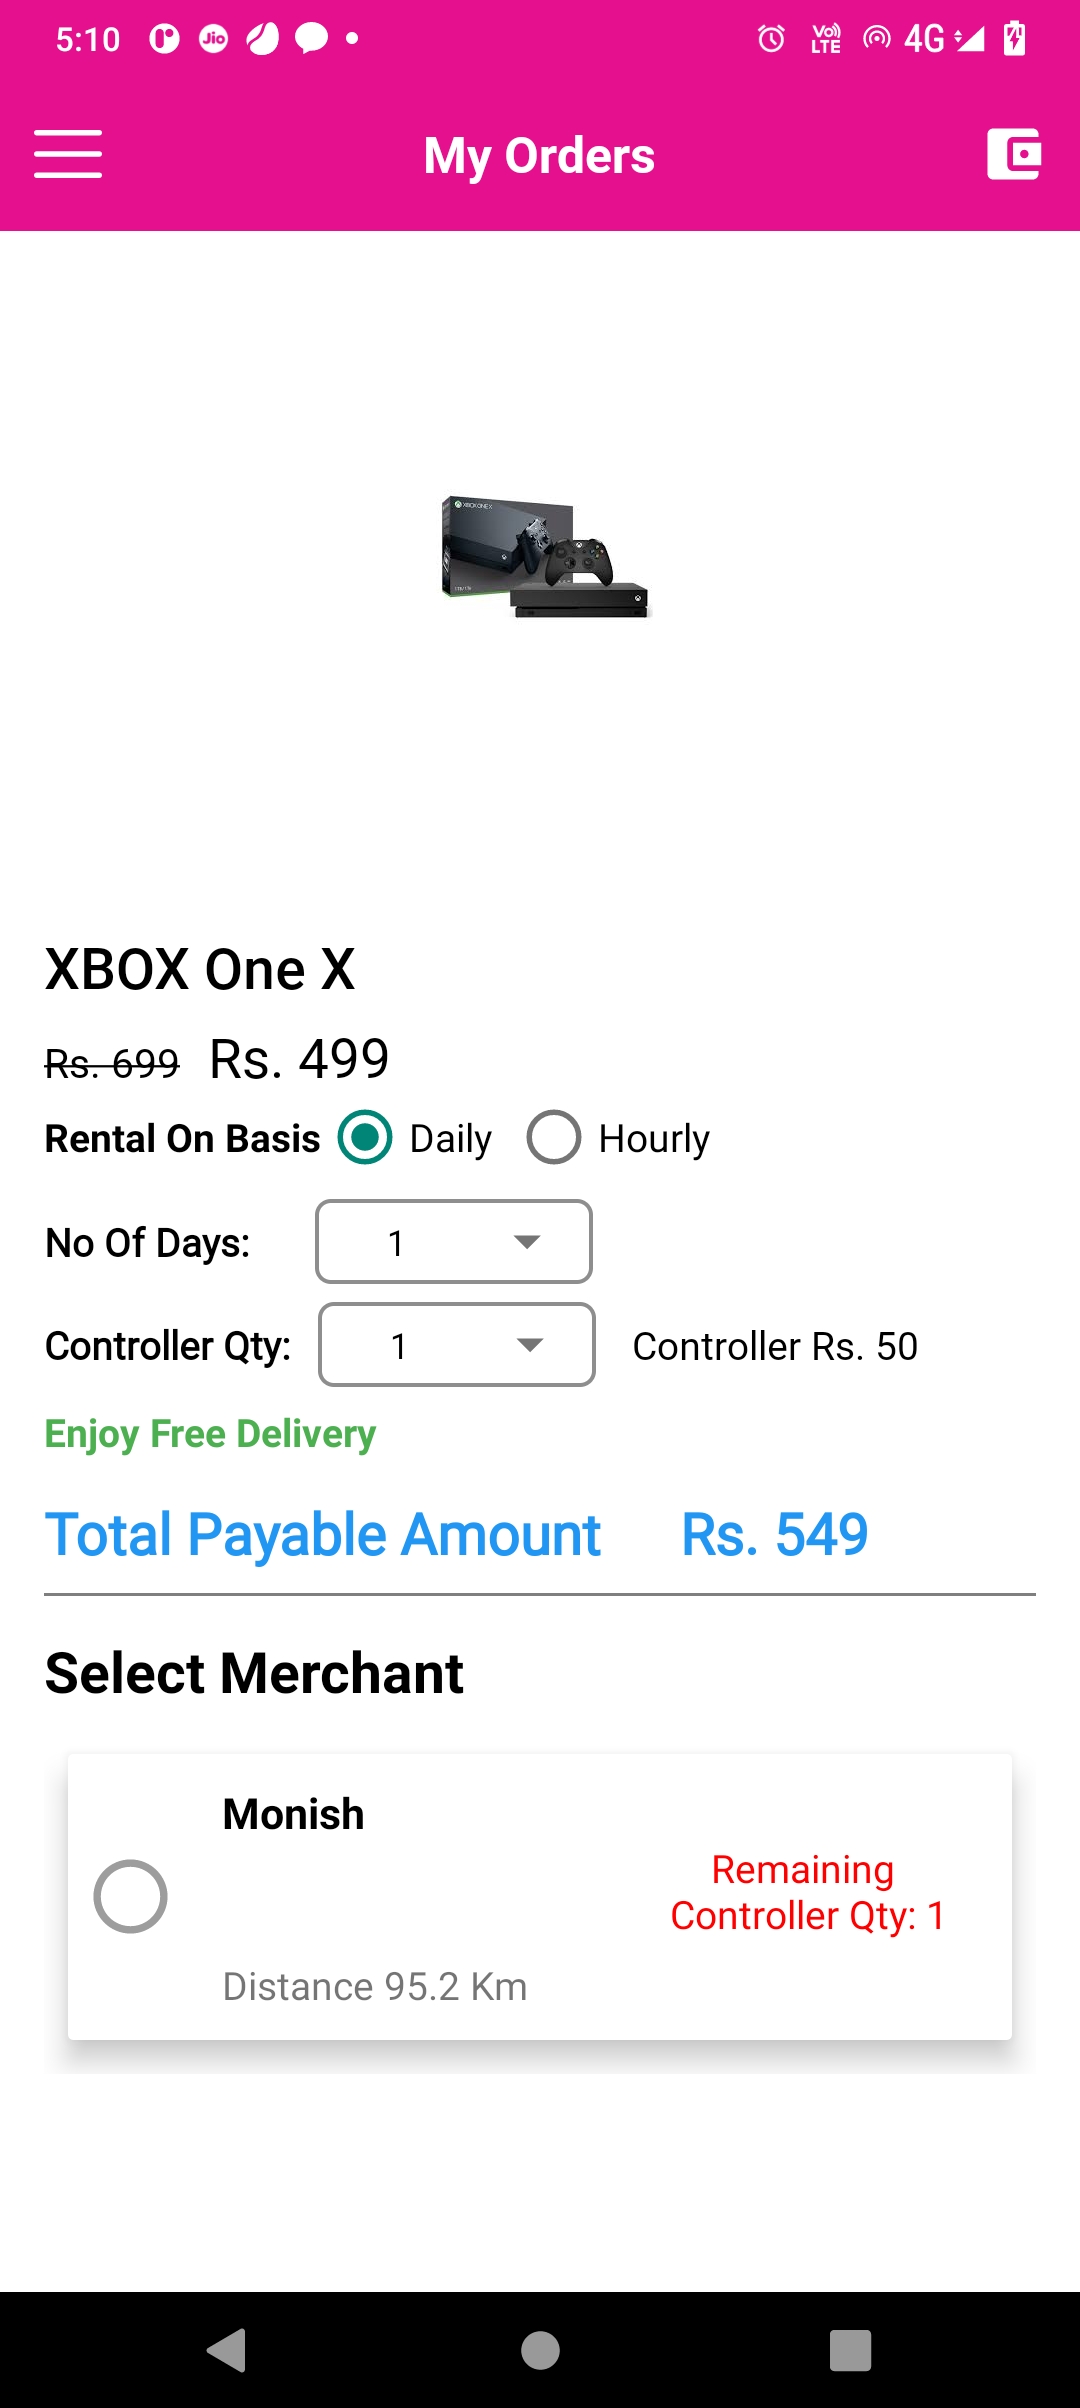 5:10
Jio
Vo)) LTE
4G
My Orders
XBOX ONE X
XBOX One X
Rs. 699 Rs. 499
Rental On Basis Daily Hourly
No Of Days: 1
Controller Qty: 1 Controller Rs. 50
Enjoy Free Delivery
Total Payable Amount Rs. 549
Select Merchant
Monish
Remaining
Controller Qty: 1
Distance 95.2 Km